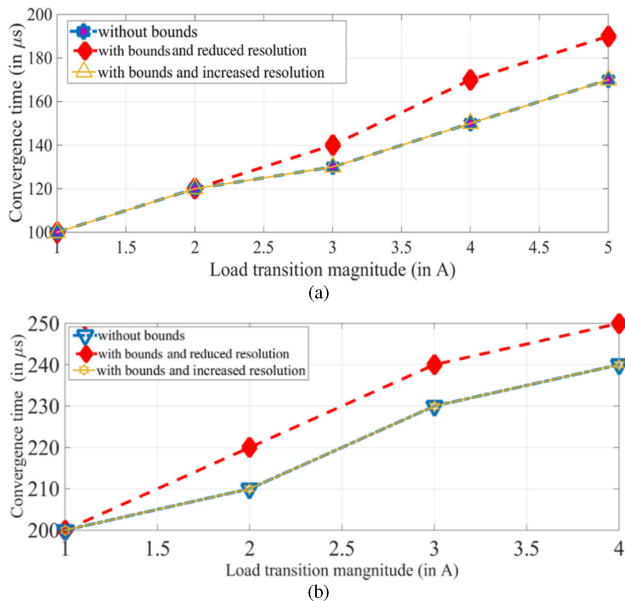 200
180
160
140
120
100
Convergence time (in μs)
without bounds
with bounds and reduced resolution
with bounds and increased resolution
1 1.5 2 2.5 3 3.5 4 4.5 5
Load transition magnitude (in A)
(a)
250
240
230
220
210
200
Convergence time (in μs)
without bounds
with bounds and reduced resolution
with bounds and increased resolution
1 1.5 2 2.5 3 3.5 4
Load transition mangnitude (in A)
(b)